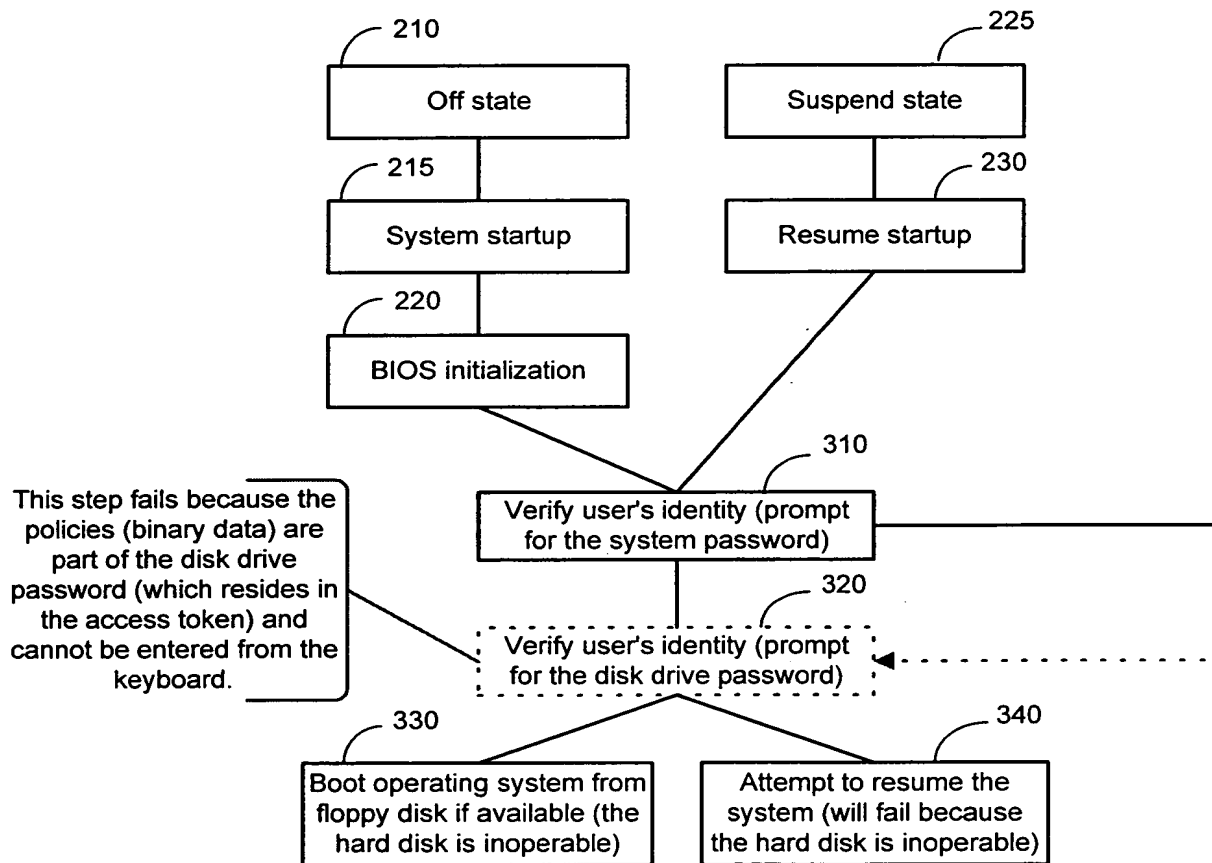 210
225
Off state
Suspend state
215
230
System startup
Resume startup
220
BIOS initialization
310
This step fails because the
policies (binary data) are
part of the disk drive
password (which resides in
the access token) and
cannot be entered from the
keyboard.
Verify user's identity (prompt
for the system password)
320
Verify user's identity (prompt
for the disk drive password)
330
340
Boot operating system from
floppy disk if available (the
hard disk is inoperable)
Attempt to resume the
system (will fail because
the hard disk is inoperable)